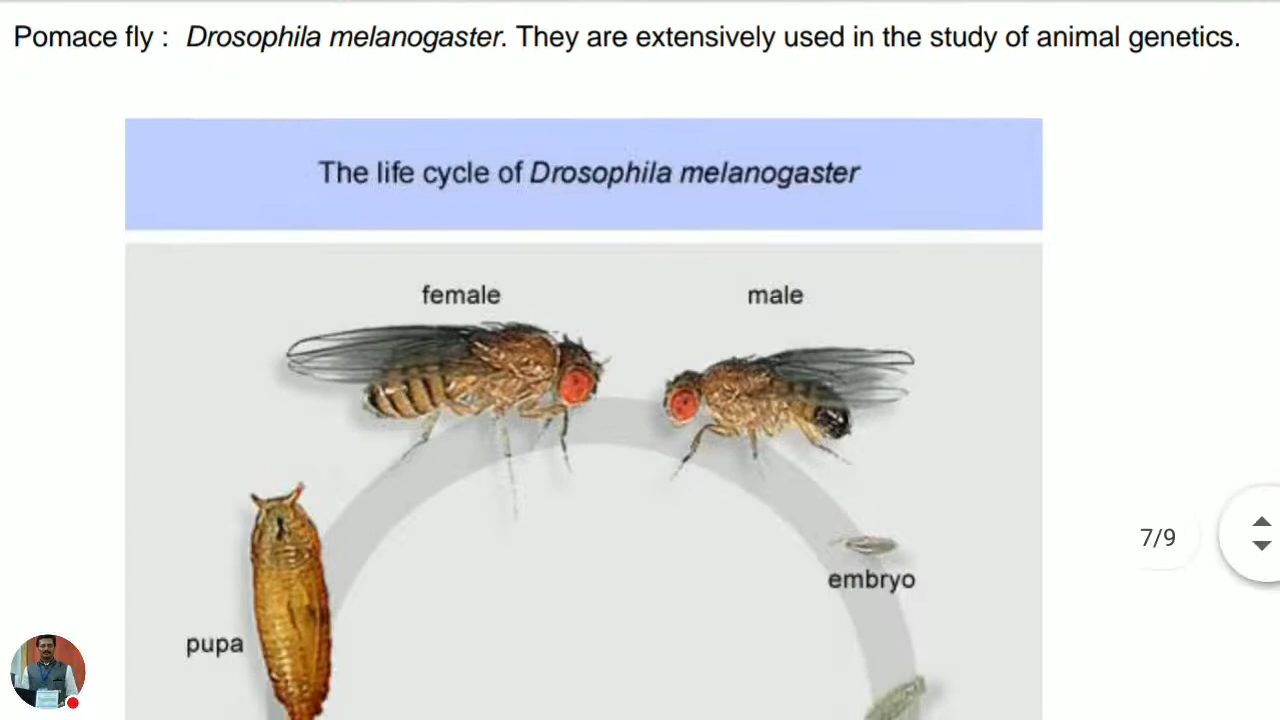 Pomace fly : Drosophila melanogaster. They are extensively used in the study of animal genetics.
The life cycle of Drosophila melanogaster
female
male
embryo
7/9
pupa